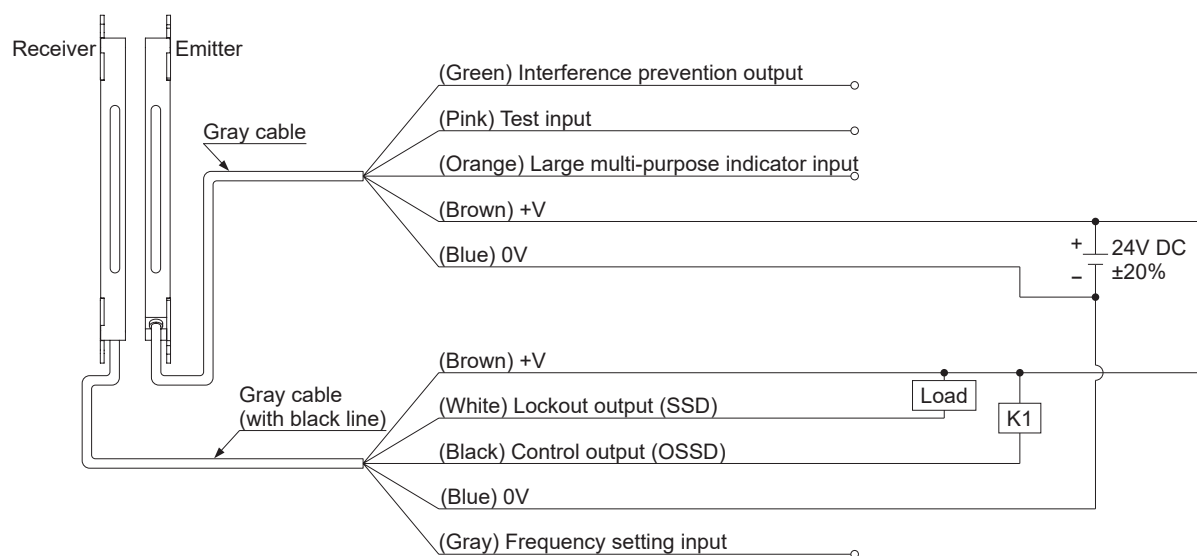 Receiver
Emitter
(Green) Interference prevention output
Gray cable
(Pink) Test input
(Orange) Large multi-purpose indicator input
(Brown) +V
(Blue) 0V
+
−
24V DC
±20%
(Brown) +V
Gray cable
(with black line)
(White) Lockout output (SSD)
Load
K1
(Black) Control output (OSSD)
(Blue) 0V
(Gray) Frequency setting input